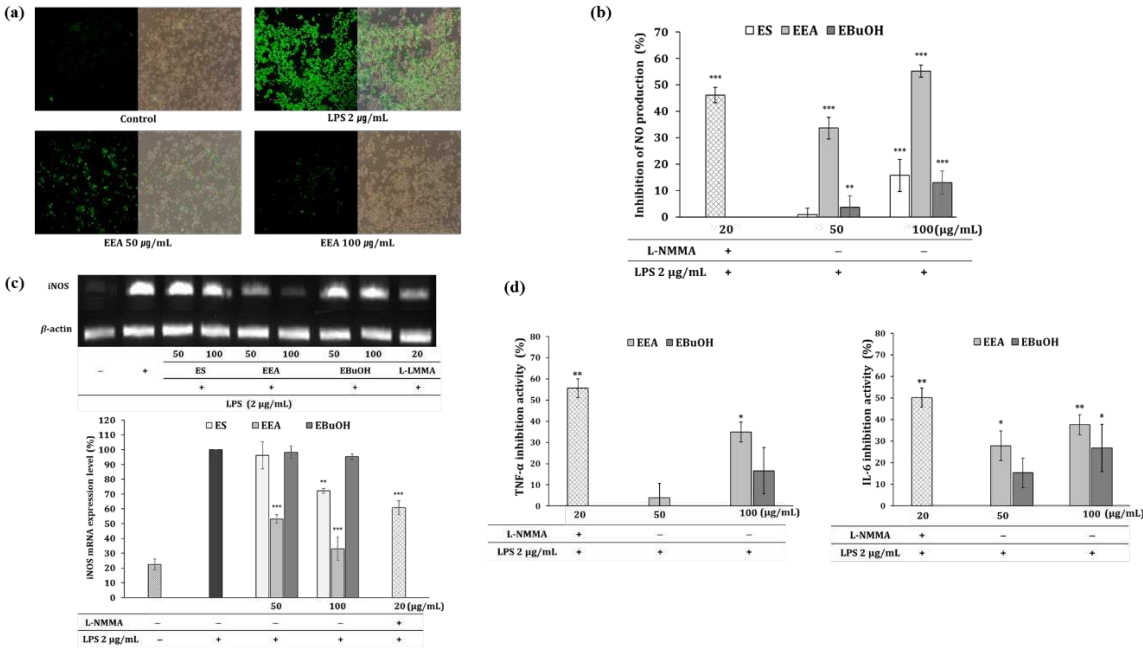 (a)
Control
LPS 2 ㎍/mL
EEA 50 ㎍/mL
EEA 100 ㎍/mL
(b)
ES EEA EBuOH
Inhibition of NO production (%)
70
60
50
40
30
20
10
0
***
***
**
***
***
***
20 50 100 (μg/mL)
L-NMMA + – –
LPS 2 μg/mL + + +
(c)
iNOS
β-actin
50 100 50 100 50 100 20
– + ES EEA EBuOH L-LMMA
+ + + +
LPS (2 μg/mL)
ES EEA EBuOH
iNOS mRNA expression level (%)
120
110
100
90
80
70
60
50
40
30
20
10
0
***
**
***
***
50 100 20 (μg/mL)
L-NMMA – – – – +
LPS 2 μg/mL – + + + +
(d)
EEA EBuOH
TNF-α inhibition activity (%)
80
70
60
50
40
30
20
10
0
**
*
20 50 100 (μg/mL)
L-NMMA + – –
LPS 2 μg/mL + + +
EEA EBuOH
IL-6 inhibition activity (%)
80
70
60
50
40
30
20
10
0
**
*
**
*
20 50 100 (μg/mL)
L-NMMA + – –
LPS 2 μg/mL + + +